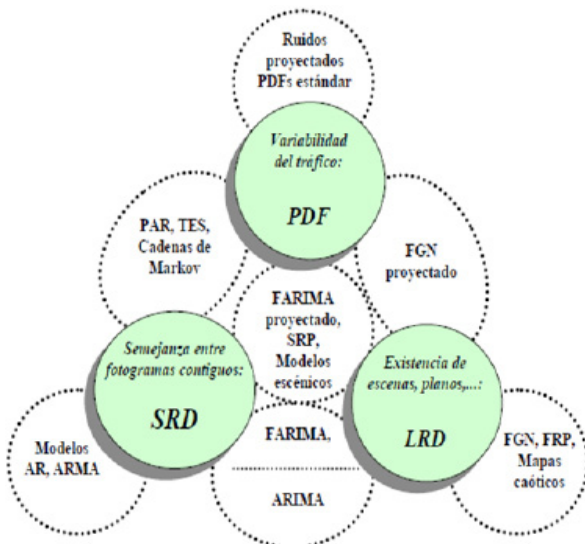 Ruidos
proyectados
PDFs estándar
Variabilidad
del tráfico:
PDF
PAR, TES,
Cadenas de
Markov
FGN
proyectado
FARIMA
proyectado,
SRP,
Modelos
escénicos
Semejanza entre
fotogramas contiguos:
SRD
Existencia de
escenas, planos,...:
LRD
Modelos
AR, ARMA
FARIMA,
ARIMA
FGN, FRP,
Mapas
caóticos